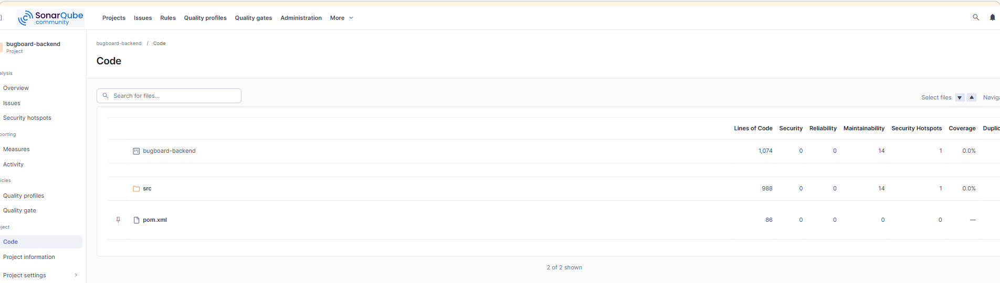 SonarQube
community
Projects Issues Rules Quality profiles Quality gates Administration More
bugboard-backend
Project
alysis
Overview
Issues
Security hotspots
porting
Measures
Activity
icies
Quality profiles
Quality gate
ject
Code
Project information
Project settings
bugboard-backend / Code
Code
Search for files...
Select files Naviga
Lines of Code Security Reliability Maintainability Security Hotspots Coverage Duplic
bugboard-backend 1,074 0 0 14 1 0.0%
src 988 0 0 14 1 0.0%
pom.xml 86 0 0 0 0 —
2 of 2 shown